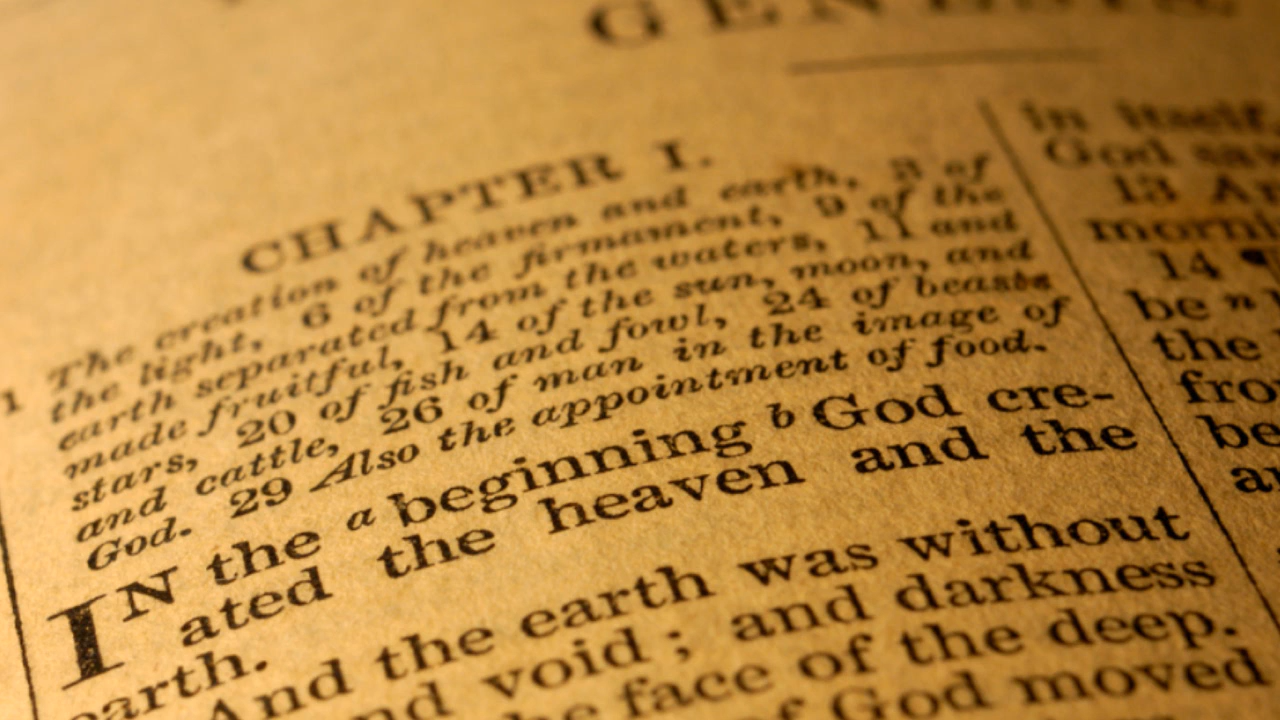 GENESIS
CHAPTER I.
The creation of heaven and earth, 3 of
the light, 6 of the firmament, 9 of the
earth separated from the waters, 11 and
made fruitful, 14 of the sun, moon, and
stars, 20 of fish and fowl, 24 of beasts
and cattle, 26 of man in the image of
God. 29 Also the appointment of food.
IN the a beginning b God cre-
ated the heaven and the
earth.
And the earth was without
void ; and darkness
face of the deep.
of God moved
1
in itself,
God saw
13
14 ¶
be n
the